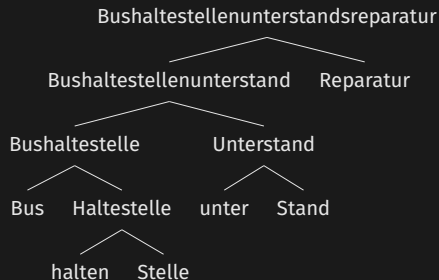 Bushaltestellenunterstandsreparatur
Bushaltestellenunterstand Reparatur
Bushaltestelle Unterstand
Bus Haltestelle unter Stand
halten Stelle